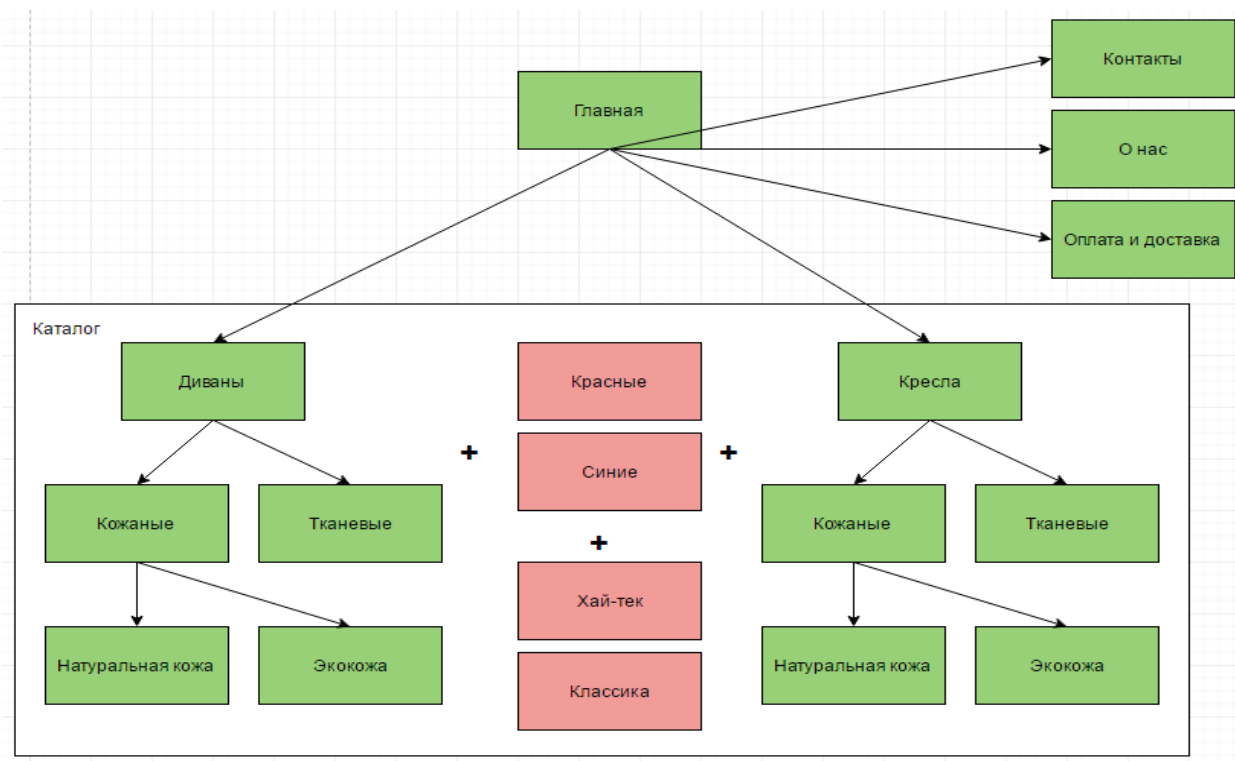 Контакты
Главная
О нас
Оплата и доставка
Каталог
Диваны
Красные
Кресла
+
+
Синие
Кожаные
Тканевые
Кожаные
Тканевые
+
Хай-тек
Натуральная кожа
Экокожа
Классика
Натуральная кожа
Экокожа